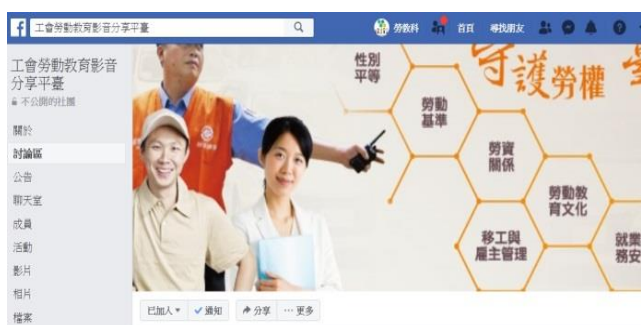 工會勞動教育影音分享平臺
勞教科
首頁
尋找朋友
工會勞動教育影音
分享平臺
不公開的社團
關於
討論區
公告
聊天室
成員
活動
影片
相片
檔案
性別
平等
勞動
基準
守護勞權
勞資
關係
勞動教
育文化
移工與
雇主管理
就業
務安
已加入
通知
分享
更多